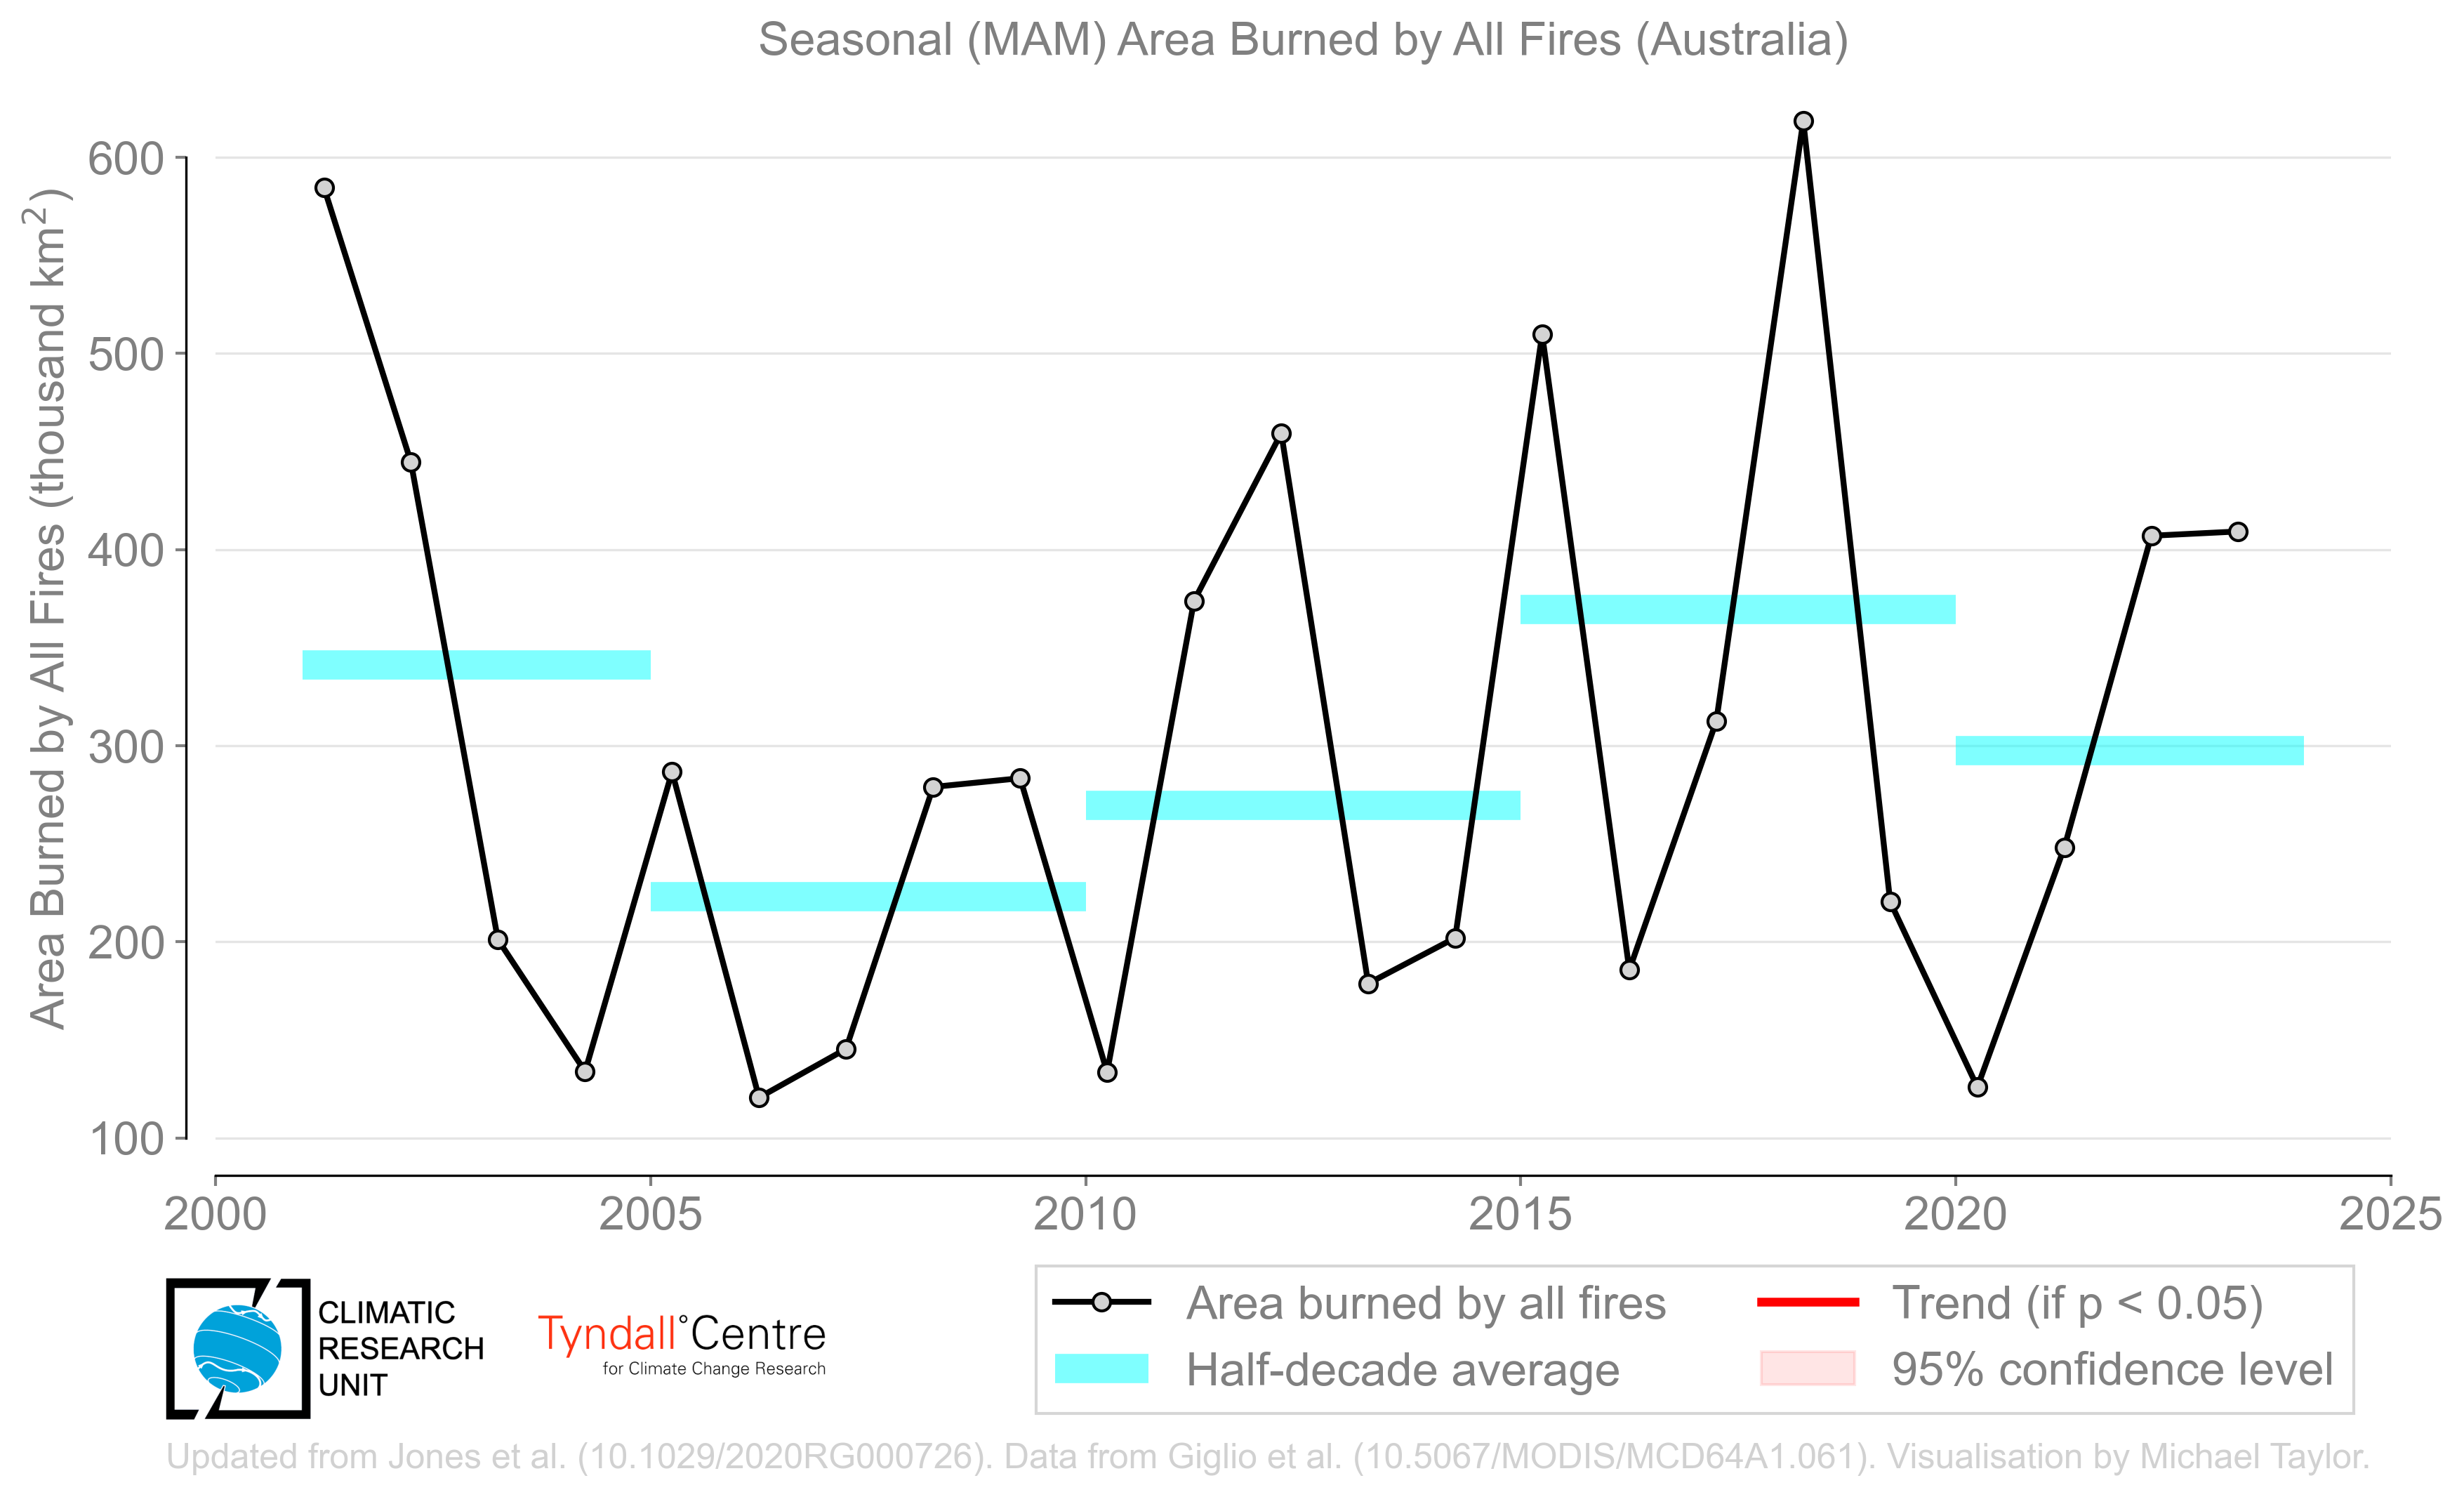 Seasonal (MAM) Area Burned by All Fires (Australia)
Area Burned by All Fires (thousand km²)
600
500
400
300
200
100
2000 2005 2010 2015 2020 2025
CLIMATIC
RESEARCH
UNIT
Tyndall°Centre
for Climate Change Research
Area burned by all fires
Half-decade average
Trend (if p < 0.05)
95% confidence level
Updated from Jones et al. (10.1029/2020RG000726). Data from Giglio et al. (10.5067/MODIS/MCD64A1.061). Visualisation by Michael Taylor.